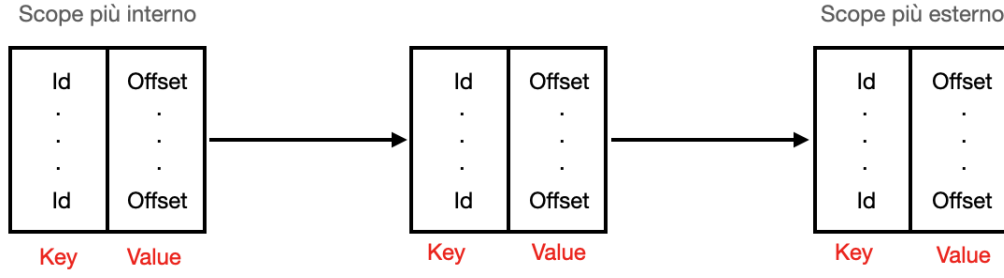 Scope più interno
Scope più esterno
Id Offset
. .
. .
. .
Id Offset
Key Value
Id Offset
. .
. .
. .
Id Offset
Key Value
Id Offset
. .
. .
. .
Id Offset
Key Value